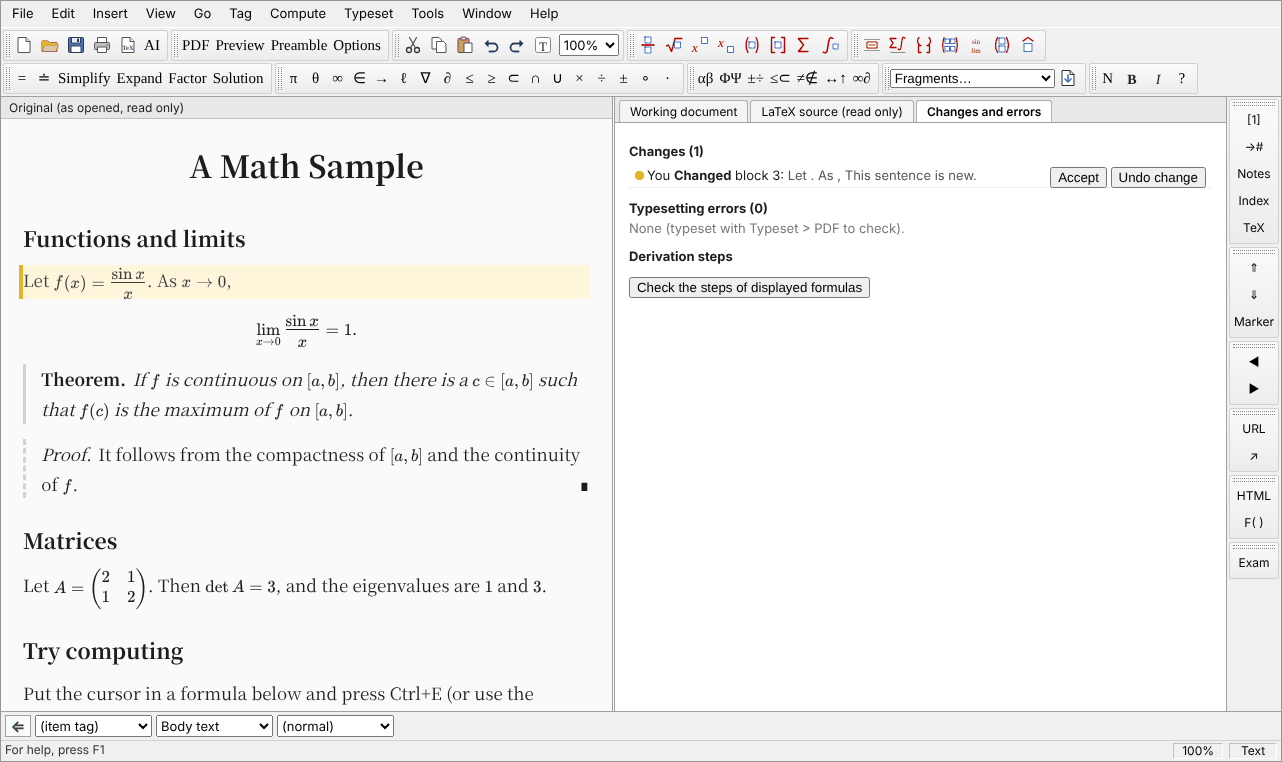 File Edit Insert View Go Tag Compute Typeset Tools Window Help
TeX AI PDF Preview Preamble Options T 100%
= ≐ Simplify Expand Factor Solution π θ ∞ ∈ → ℓ ∇ ∂ ≤ ≥ ⊂ ∩ ∪ × ÷ ± ∘ · αβ ΦΨ ±÷ ≤⊂ ≠∉ ↔↑ ∞∂ Fragments… N B I ?
Original (as opened, read only)
Working document LaTeX source (read only) Changes and errors
A Math Sample
Functions and limits
Let f(x) = sin x / x. As x → 0,
lim x→0 sin x / x = 1.
Theorem. If f is continuous on [a, b], then there is a c ∈ [a, b] such
that f(c) is the maximum of f on [a, b].
Proof. It follows from the compactness of [a, b] and the continuity
of f. ∎
Matrices
Let A = (2 1; 1 2). Then det A = 3, and the eigenvalues are 1 and 3.
Try computing
Put the cursor in a formula below and press Ctrl+E (or use the
Changes (1)
You Changed block 3: Let . As , This sentence is new. Accept Undo change
Typesetting errors (0)
None (typeset with Typeset > PDF to check).
Derivation steps
Check the steps of displayed formulas
[1]
→#
Notes
Index
TeX
⇑
⇓
Marker
◀
▶
URL
↗
HTML
F( )
Exam
(item tag) Body text (normal)
For help, press F1 100% Text